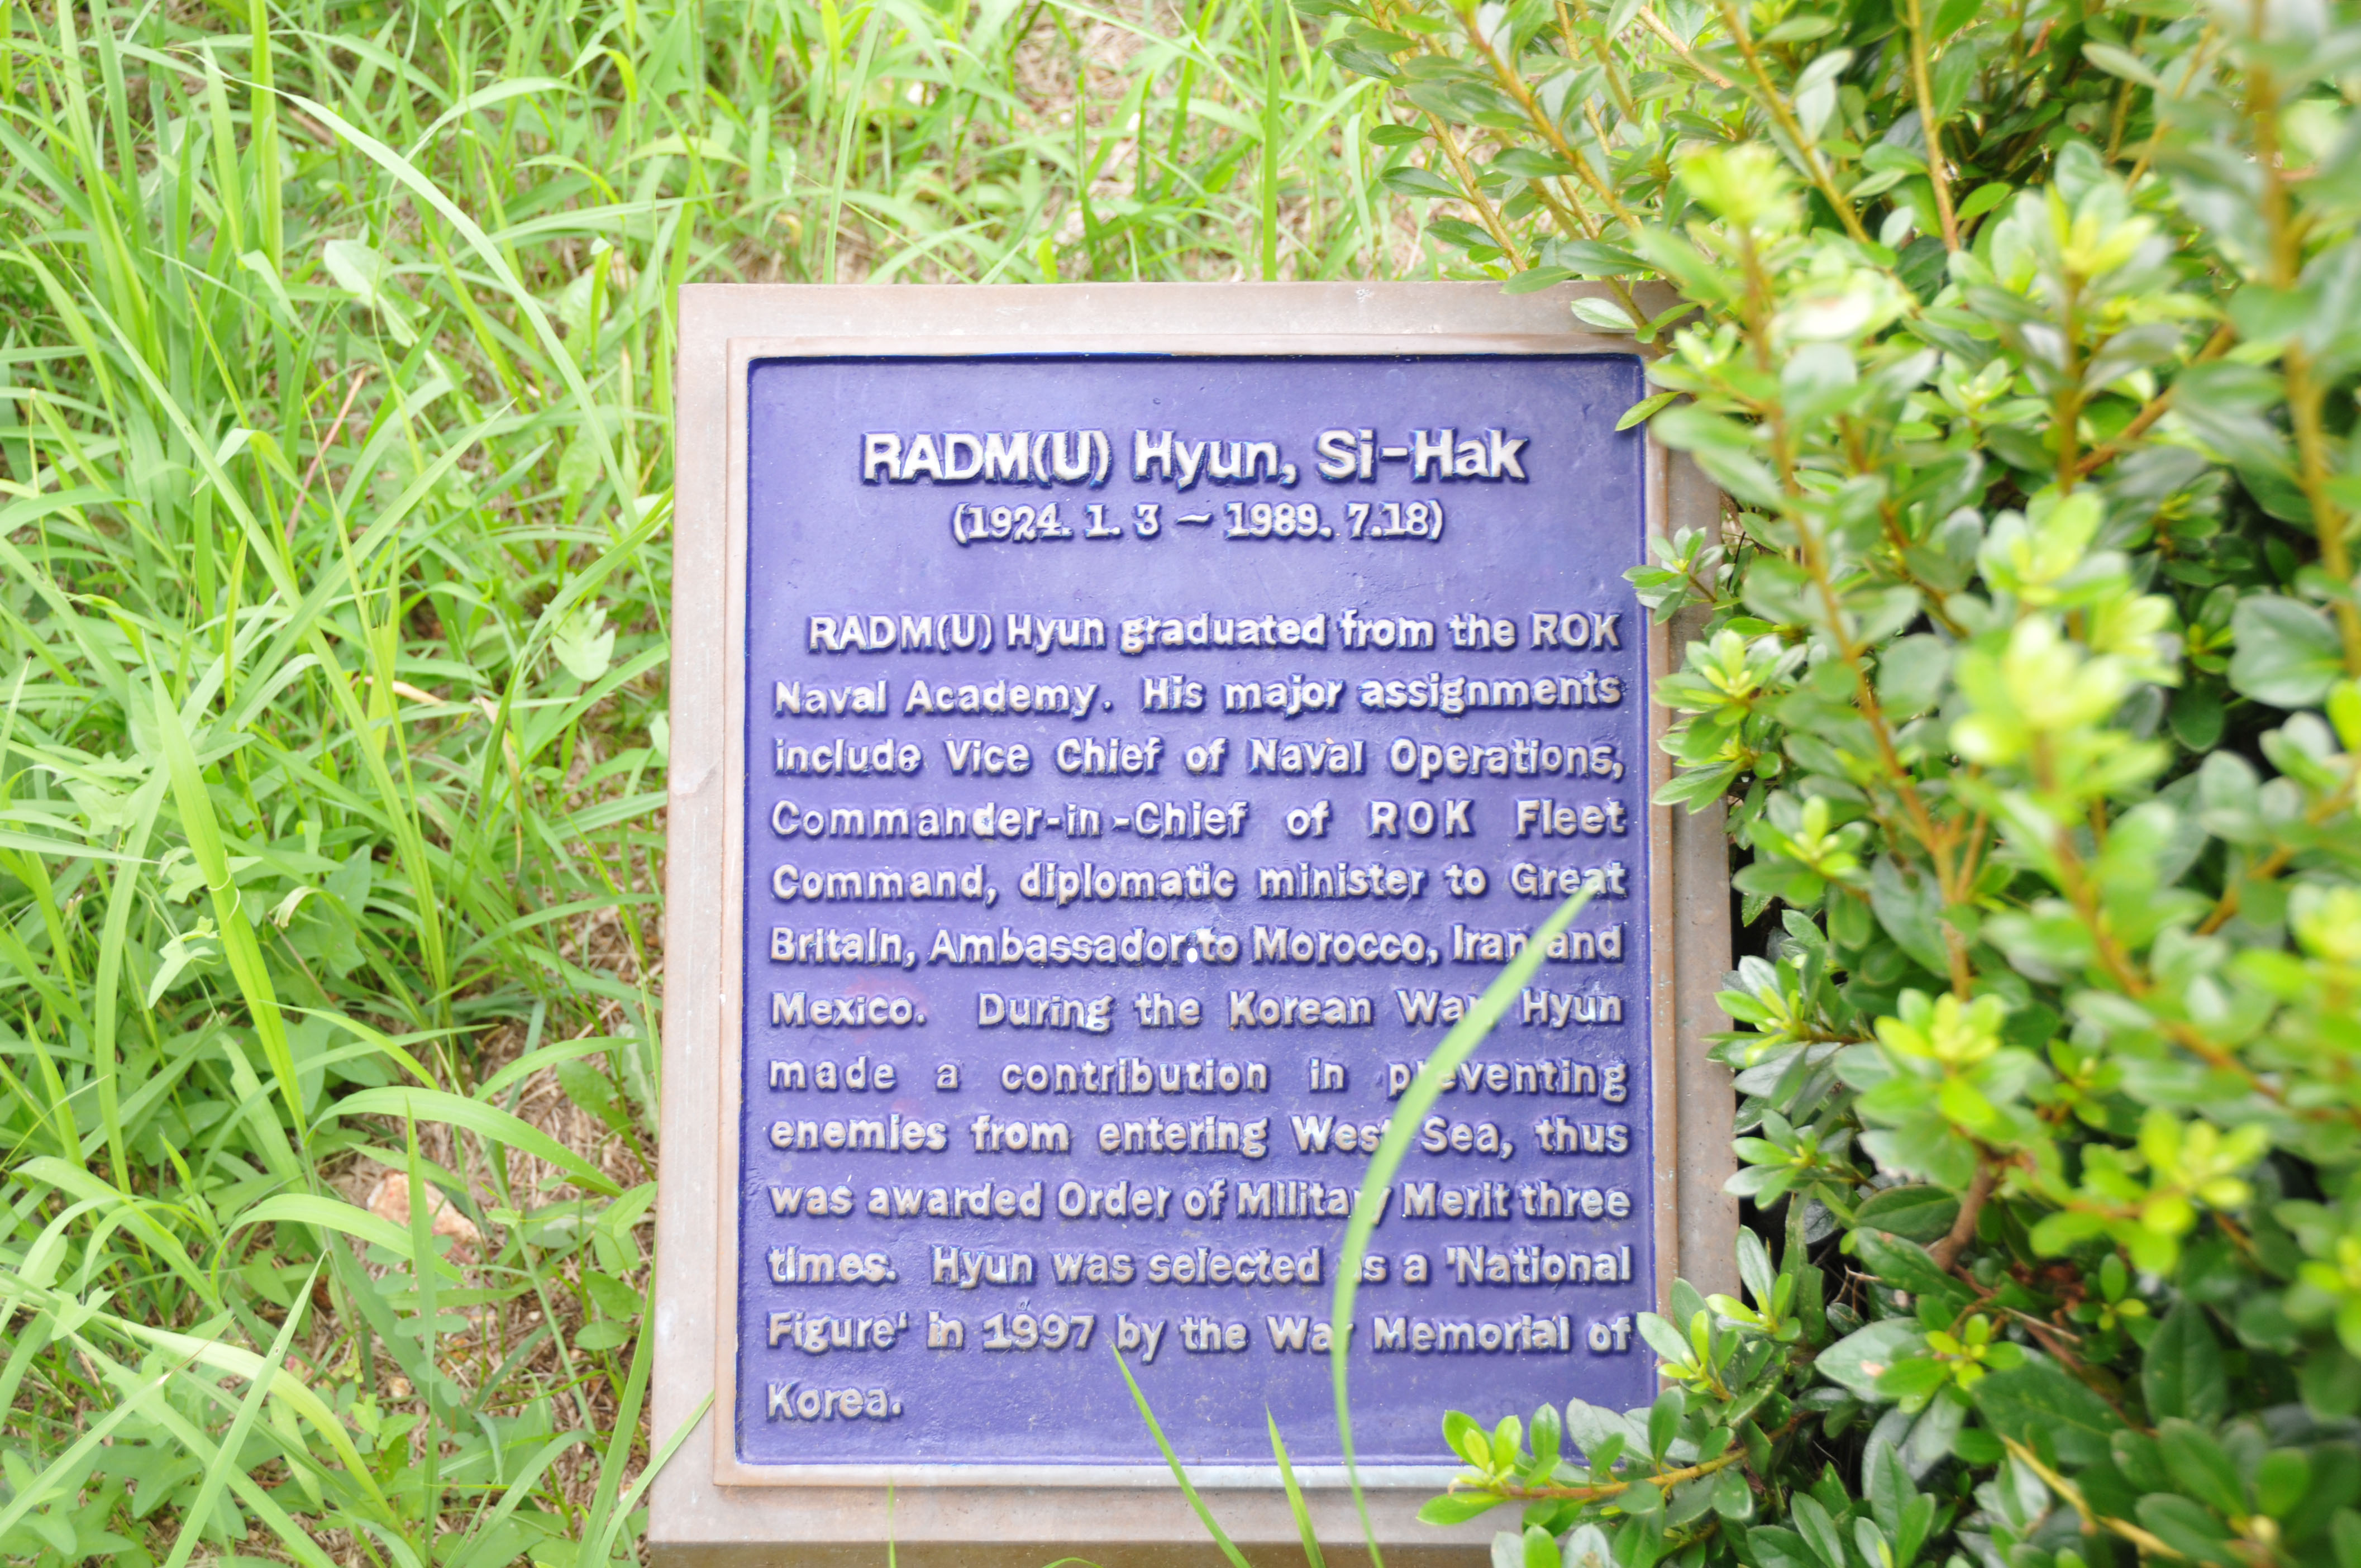 RADM(U) Hyun, Si-Hak
(1924. 1. 3 ~ 1989. 7.18)
RADM(U) Hyun graduated from the ROK
Naval Academy. His major assignments
include Vice Chief of Naval Operations,
Commander-in-Chief of ROK Fleet
Command, diplomatic minister to Great
Britain, Ambassador to Morocco, Iran and
Mexico. During the Korean War, Hyun
made a contribution in preventing
enemies from entering West Sea, thus
was awarded Order of Military Merit three
times. Hyun was selected as a 'National
Figure' in 1997 by the War Memorial of
Korea.